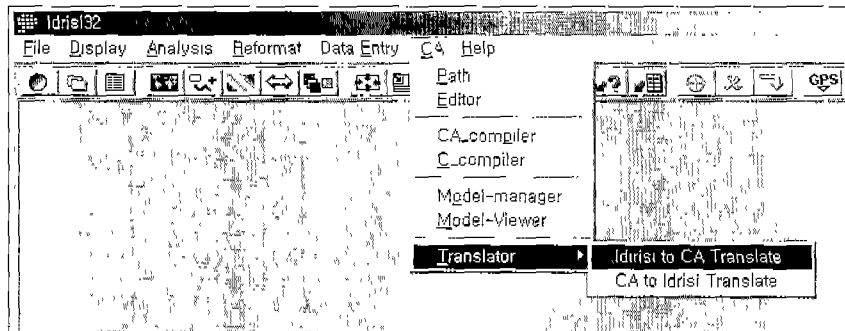 Idrisi32
File Display Analysis Reformat Data Entry CA Help
GPS
Path
Editor
CA_compiler
C_compiler
Model-manager
Model-Viewer
Translator
Idirisi to CA Translate
CA to Idrisi Translate